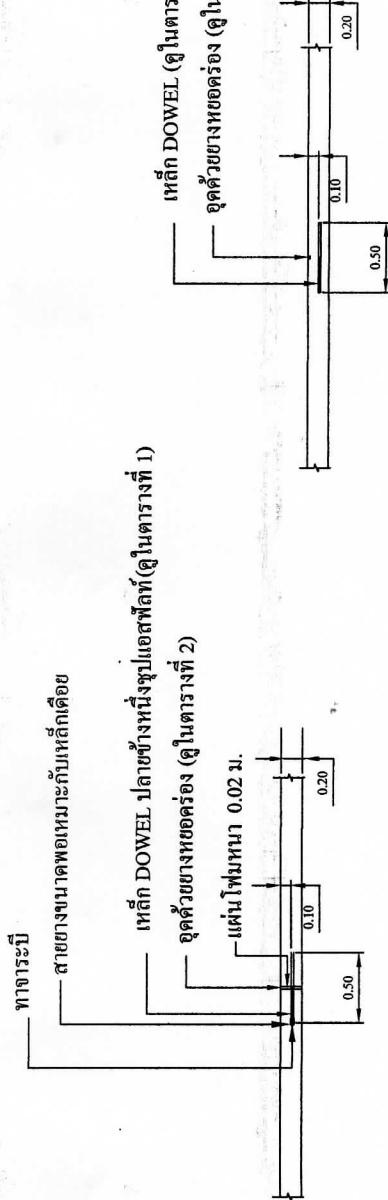 ทาจาระบี
สายยางขนาดพอเหมาะกับเหล็กเดือย
เหล็ก DOWEL ปลายข้างหนึ่งชุปแอสฟัลท์(ดูในตารางที่ 1)
อุดด้วยยางหยอดร่อง (ดูในตารางที่ 2)
แผ่นโฟมหนา 0.02 ม.
0.10
0.20
0.50
เหล็ก DOWEL (ดูในตาร
อุดด้วยยางหยอดร่อง (ดูใน
0.10
0.20
0.50